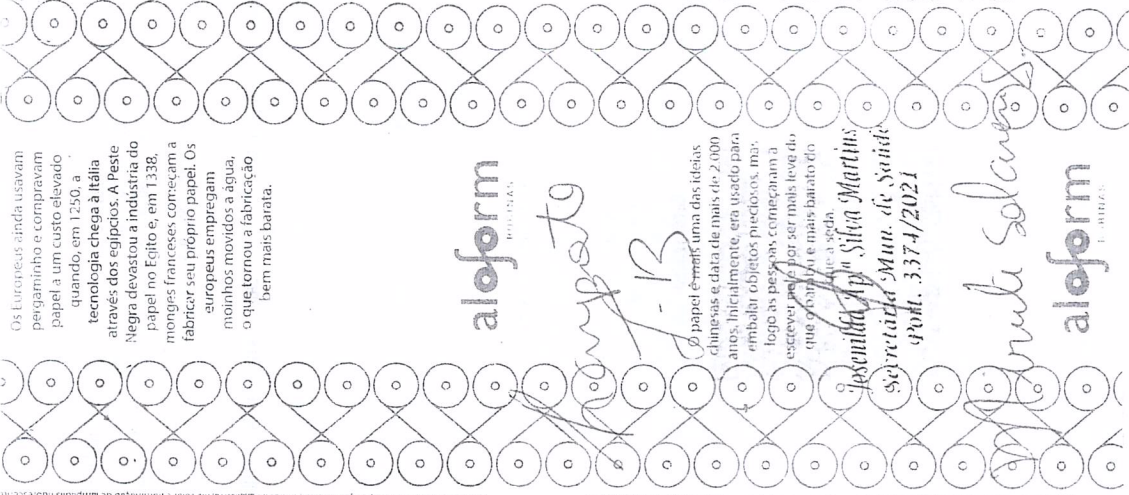 Os Europeus ainda usavam
pergaminho e compravam
papel a um custo elevado
quando, em 1250, a
tecnologia chega à Itália
através dos egípcios. A Peste
Negra devastou a indústria do
papel no Egito e, em 1338,
monges franceses começam a
fabricar seu próprio papel. Os
europeus empregam
moinhos movidos a água,
o que tornou a fabricação
bem mais barata.
aloform
BOBINAS
T-B
O papel é mais uma das ideias
chinesas e data de mais de 2.000
anos. Inicialmente, era usado para
embalar objetos preciosos, mas
logo as pessoas começaram a
escrever nele por ser mais leve do
que o bambu e mais barato do
que a seda.
Josenilda Ap. Silva Martins
Secretária Mun. de Saúde
Port. 3374/2021
aloform
BOBINAS